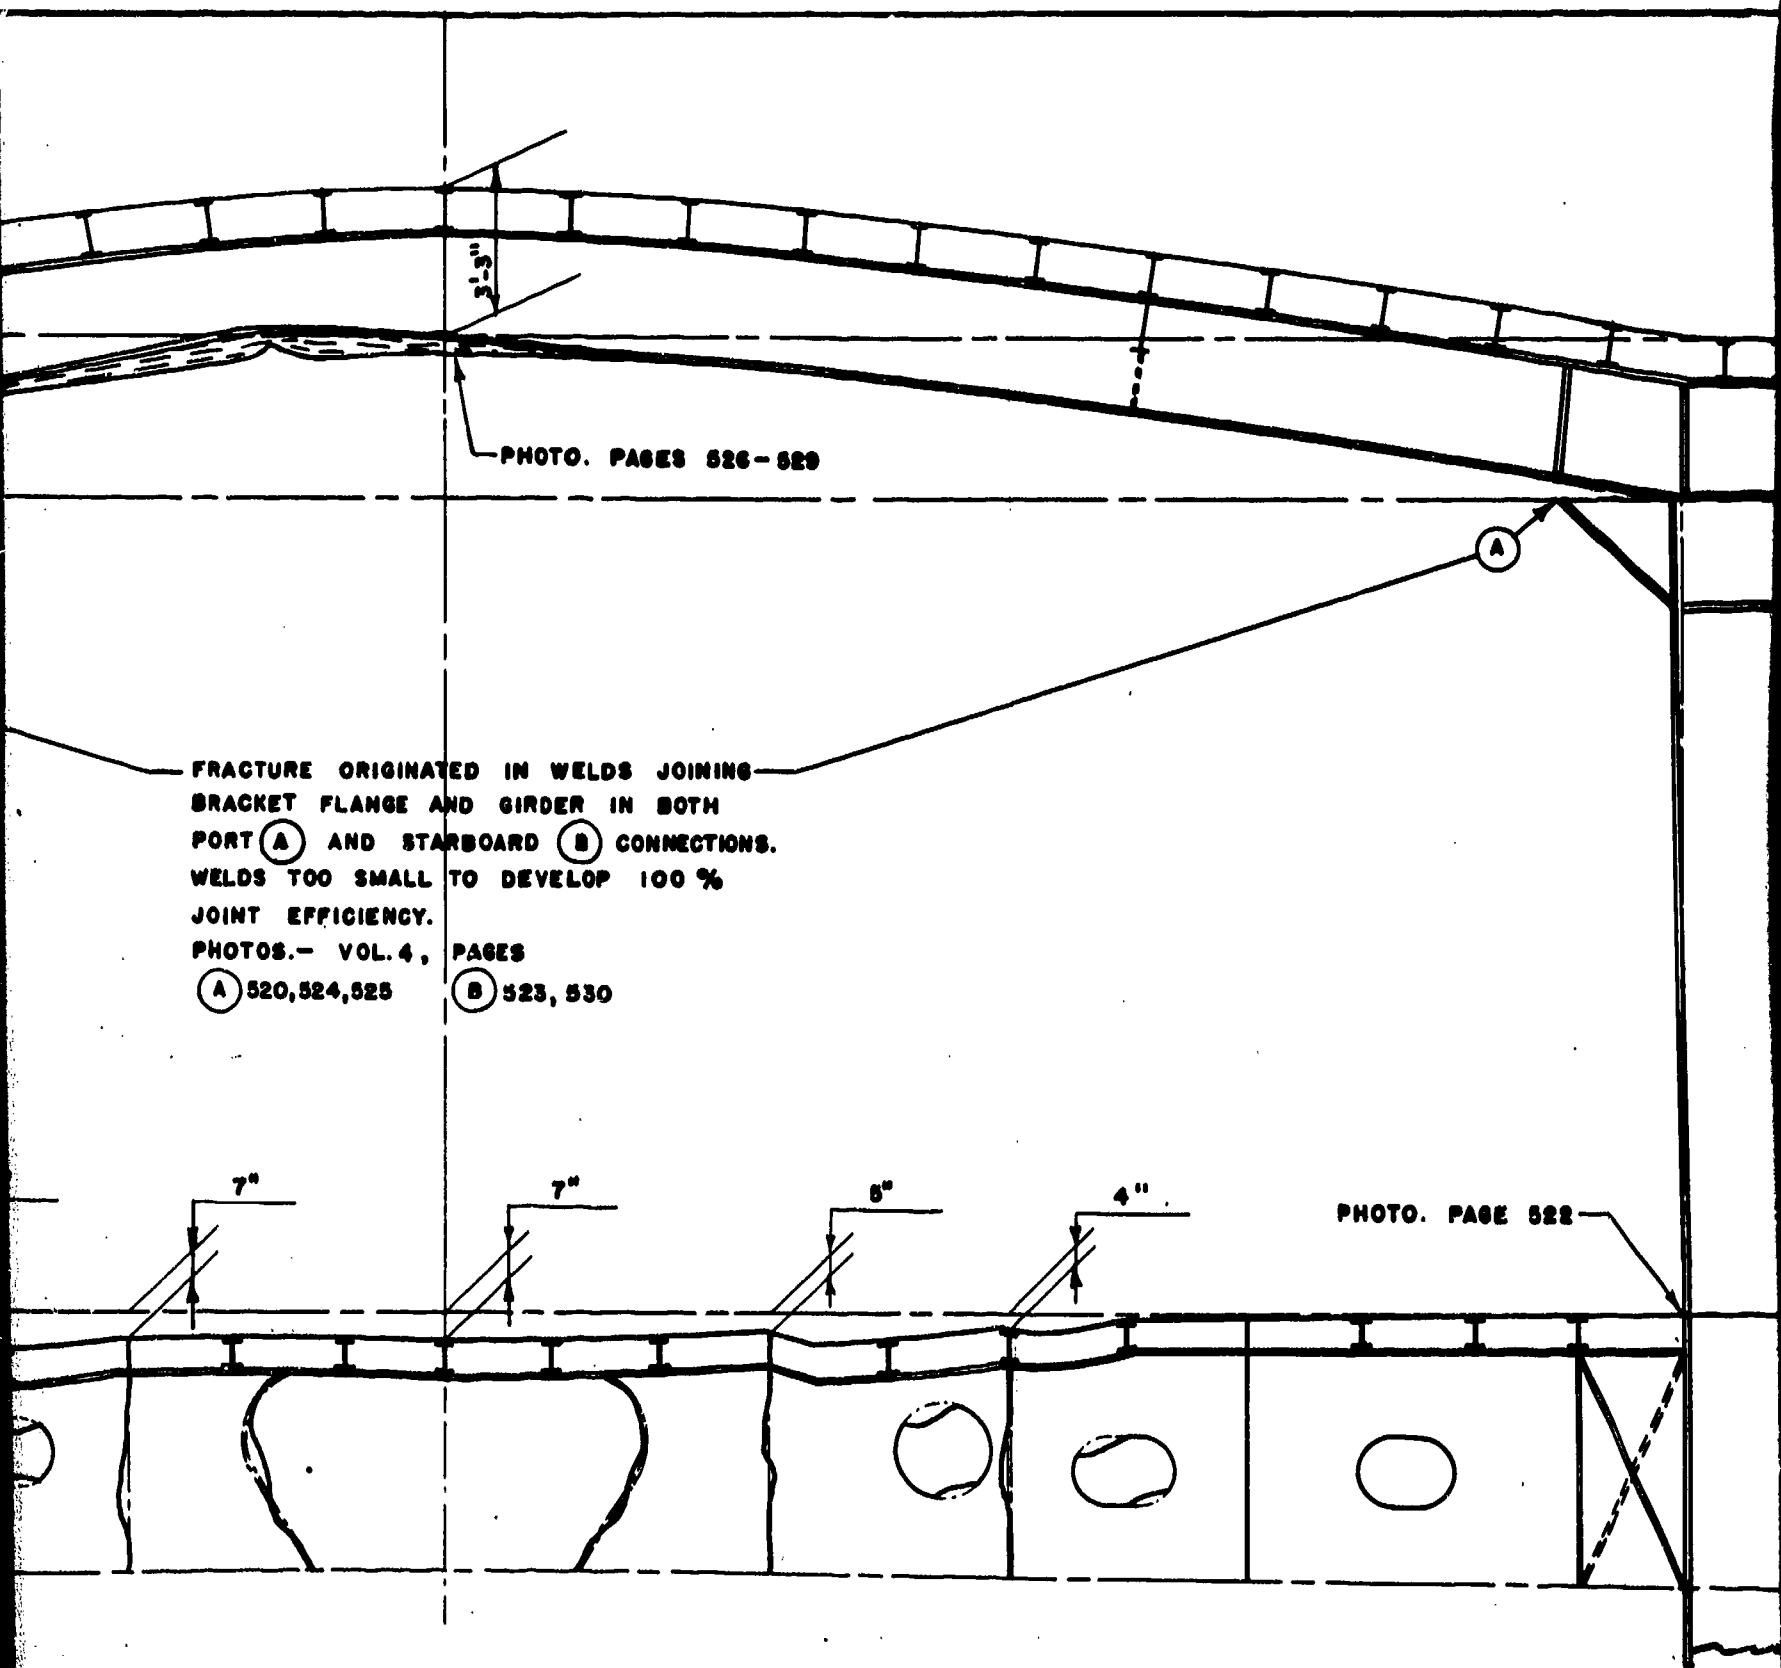 3'-3"
PHOTO. PAGES 526-529
A
FRACTURE ORIGINATED IN WELDS JOINING
BRACKET FLANGE AND GIRDER IN BOTH
PORT A AND STARBOARD B CONNECTIONS.
WELDS TOO SMALL TO DEVELOP 100 %
JOINT EFFICIENCY.
PHOTOS.- VOL. 4, PAGES
A 520,524,525 B 523, 530
7" 7" 5" 4"
PHOTO. PAGE 522